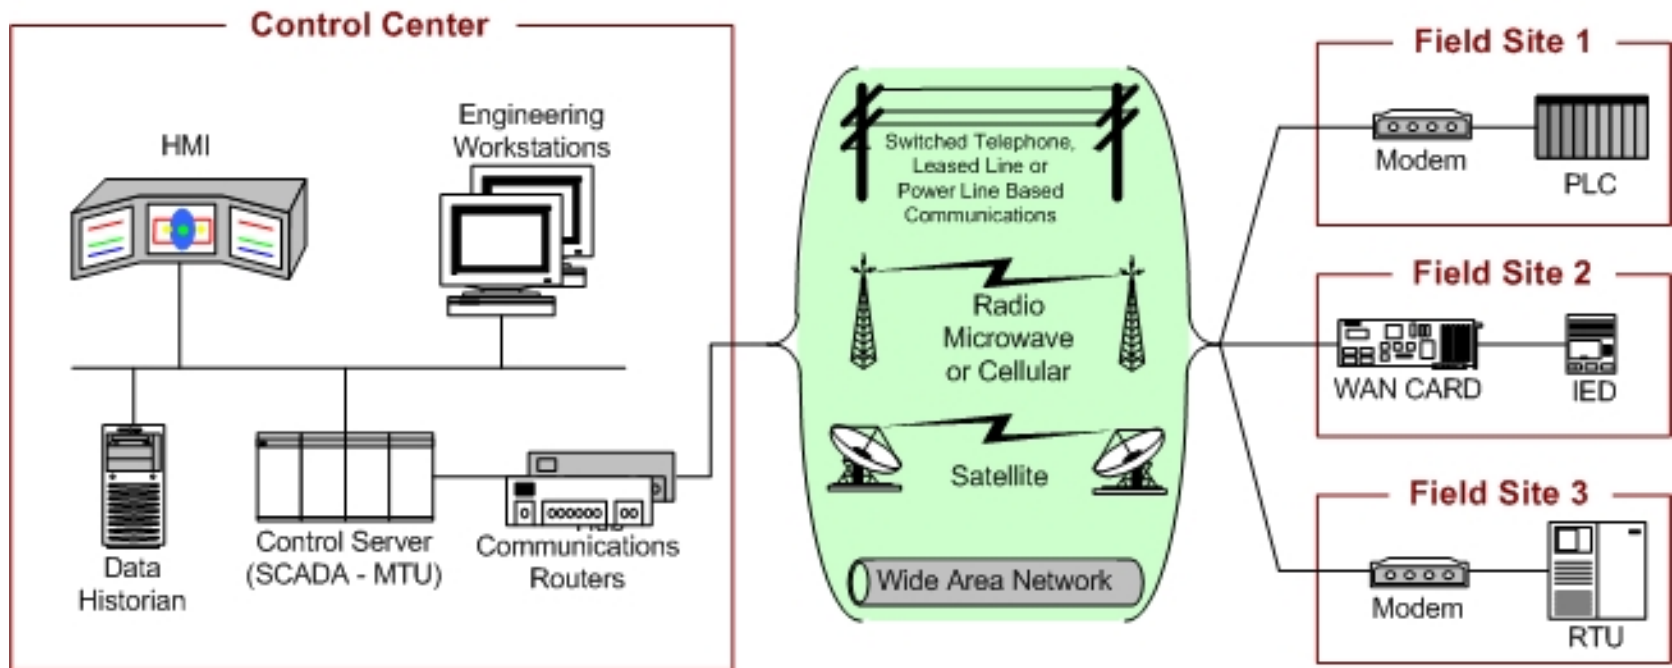 Control Center
HMI
Engineering
Workstations
Data
Historian
Control Server
(SCADA - MTU)
Communications
Routers
Switched Telephone,
Leased Line or
Power Line Based
Communications
Radio
Microwave
or Cellular
Satellite
Wide Area Network
Field Site 1
Modem
PLC
Field Site 2
WAN CARD
IED
Field Site 3
Modem
RTU